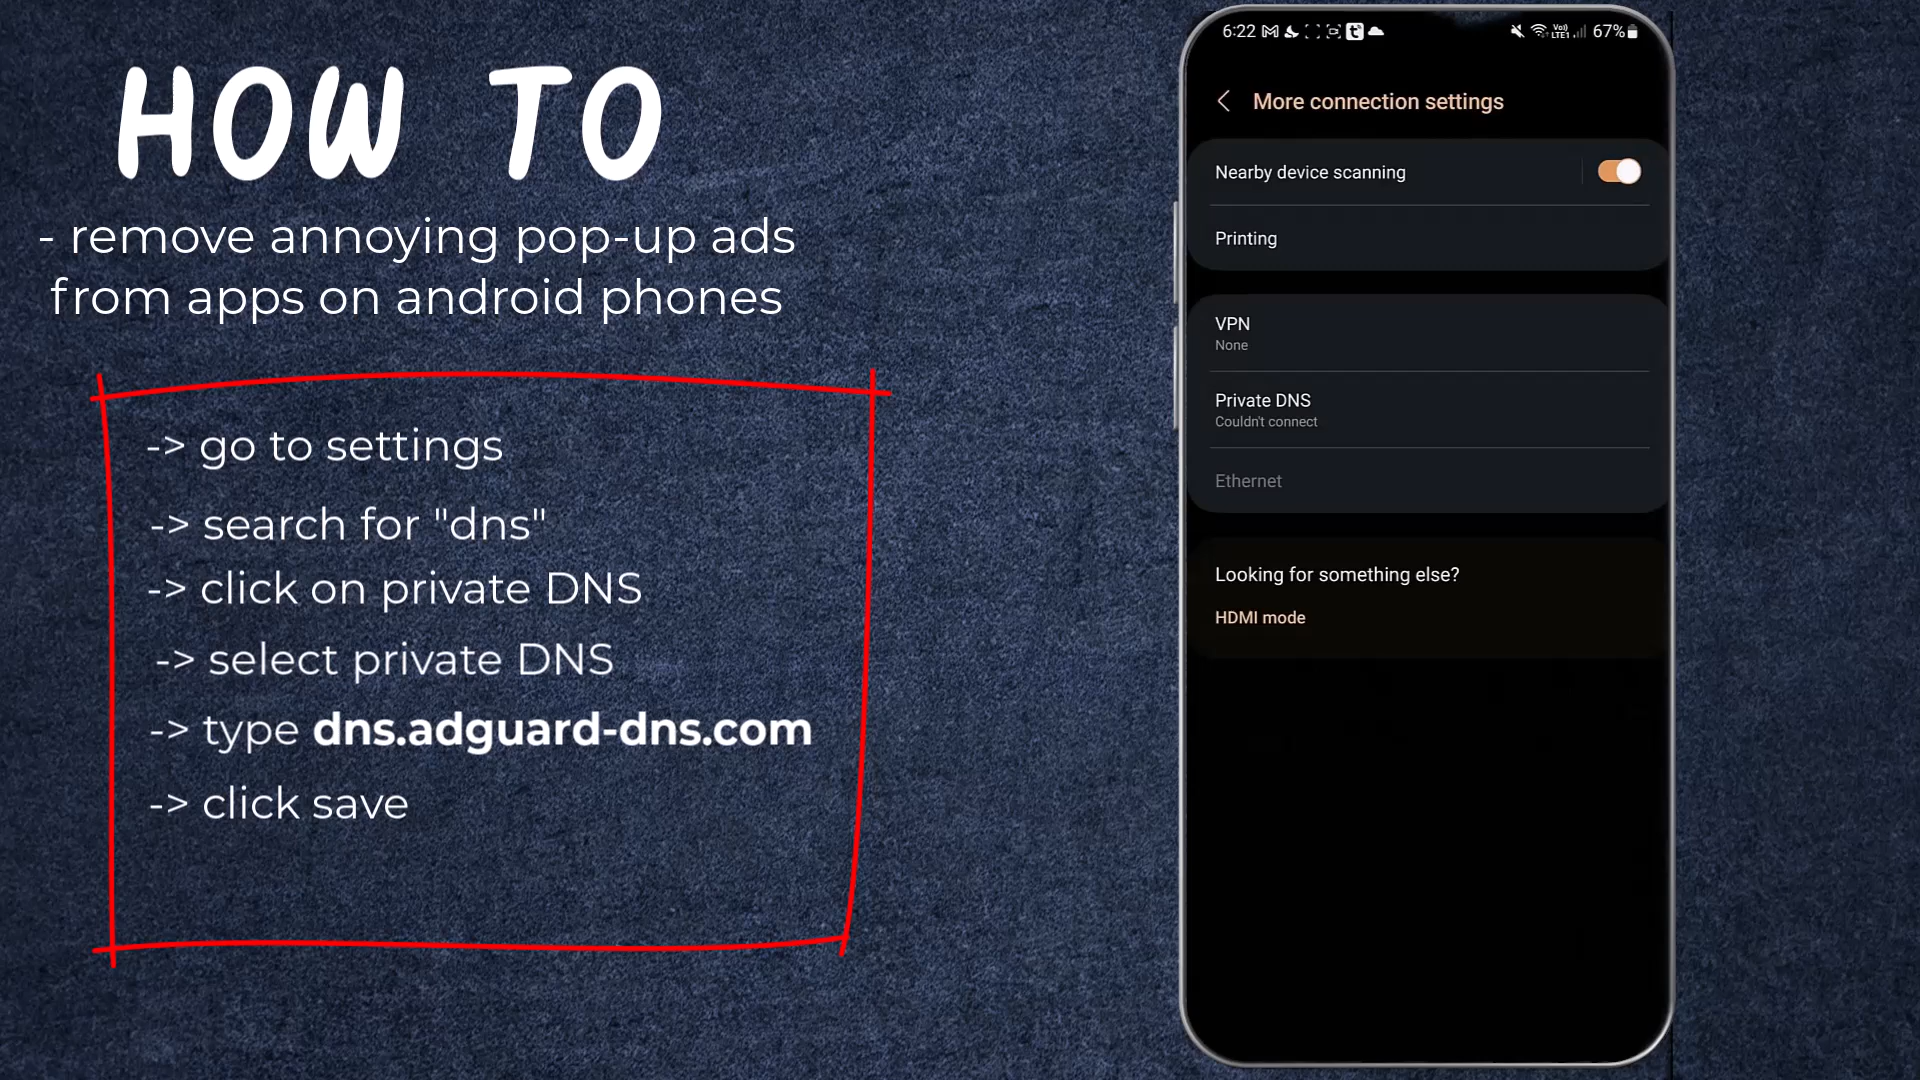 HOW TO
- remove annoying pop-up ads
from apps on android phones
-> go to settings
-> search for "dns"
-> click on private DNS
-> select private DNS
-> type dns.adguard-dns.com
-> click save
6:22 67%
More connection settings
Nearby device scanning
Printing
VPN
None
Private DNS
Couldn't connect
Ethernet
Looking for something else?
HDMI mode